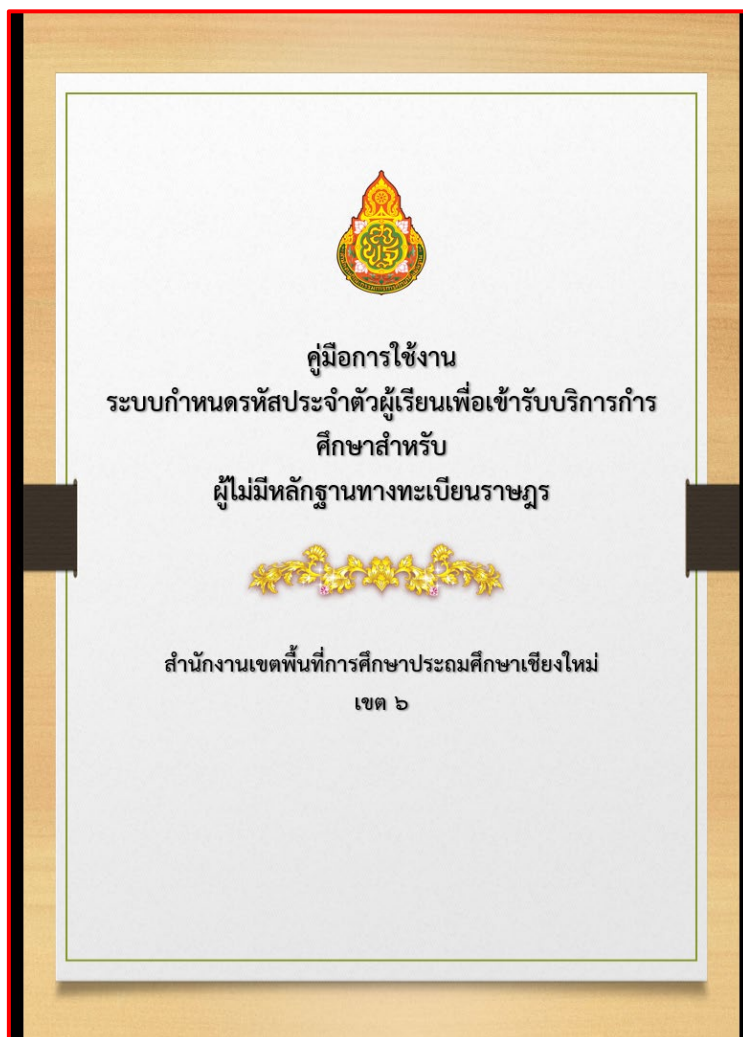 คู่มือการใช้งาน
ระบบกำหนดรหัสประจำตัวผู้เรียนเพื่อเข้ารับบริการการ
ศึกษาสำหรับ
ผู้ไม่มีหลักฐานทางทะเบียนราษฎร
สำนักงานเขตพื้นที่การศึกษาประถมศึกษาเชียงใหม่
เขต ๖